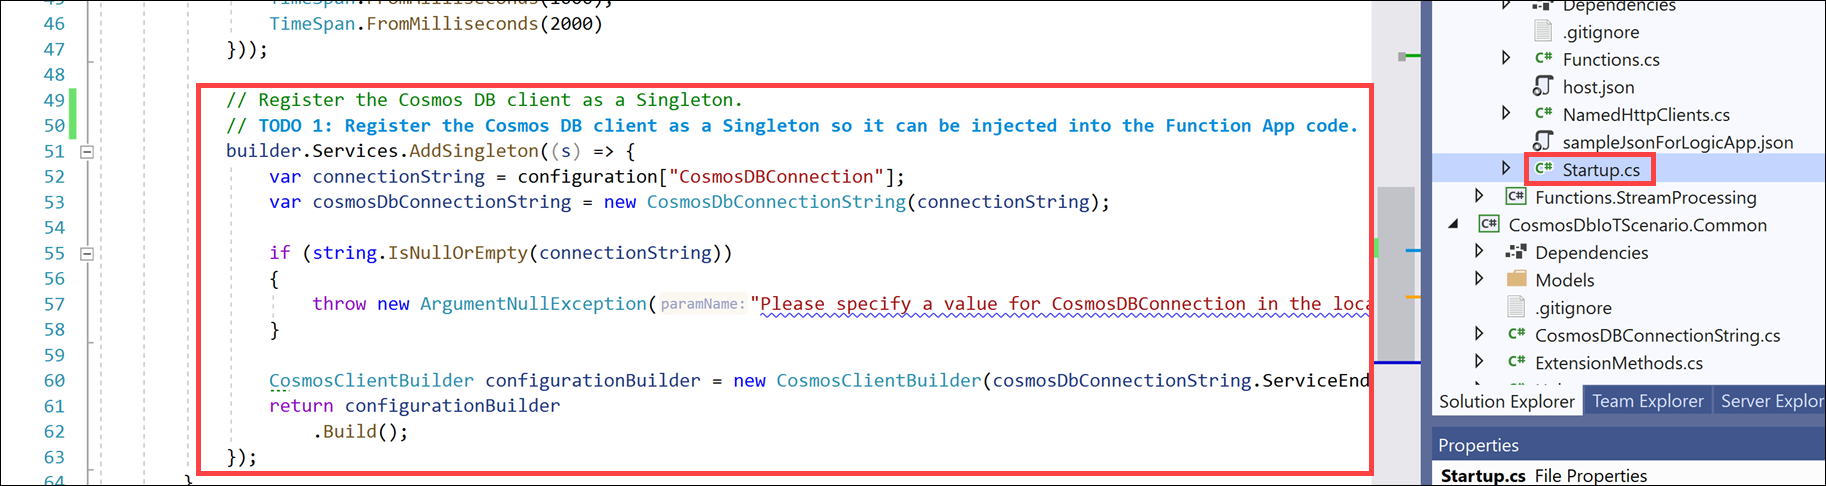 45 TimeSpan.FromMilliseconds(1000),
46 TimeSpan.FromMilliseconds(2000)
47 }));
48
49 // Register the Cosmos DB client as a Singleton.
50 // TODO 1: Register the Cosmos DB client as a Singleton so it can be injected into the Function App code.
51 builder.Services.AddSingleton((s) => {
52 var connectionString = configuration["CosmosDBConnection"];
53 var cosmosDbConnectionString = new CosmosDbConnectionString(connectionString);
54
55 if (string.IsNullOrEmpty(connectionString))
56 {
57 throw new ArgumentNullException( paramName: "Please specify a value for CosmosDBConnection in the loca
58 }
59
60 CosmosClientBuilder configurationBuilder = new CosmosClientBuilder(cosmosDbConnectionString.ServiceEnd
61 return configurationBuilder
62 .Build();
63 });
64 }
Dependencies
.gitignore
C# Functions.cs
host.json
C# NamedHttpClients.cs
sampleJsonForLogicApp.json
C# Startup.cs
C# Functions.StreamProcessing
C# CosmosDbIoTScenario.Common
Dependencies
Models
.gitignore
C# CosmosDBConnectionString.cs
C# ExtensionMethods.cs
Solution Explorer Team Explorer Server Explor
Properties
Startup.cs File Properties